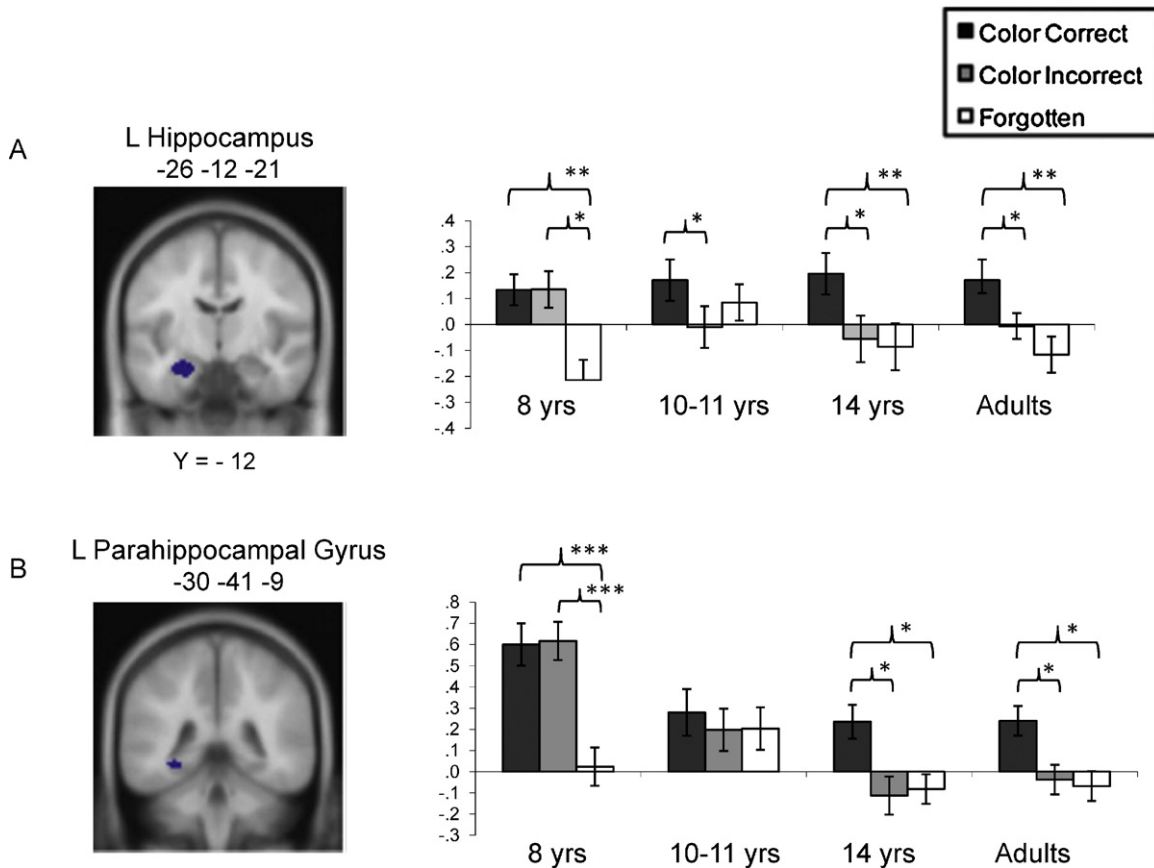 Color Correct
Color Incorrect
Forgotten
A
L Hippocampus
-26 -12 -21
Y = - 12
.4
.3
.2
.1
.0
-.1
-.2
-.3
-.4
**
*
*
**
*
**
*
8 yrs
10-11 yrs
14 yrs
Adults
B
L Parahippocampal Gyrus
-30 -41 -9
.8
.7
.6
.5
.4
.3
.2
.1
.0
-.1
-.2
-.3
***
***
*
*
*
*
8 yrs
10-11 yrs
14 yrs
Adults